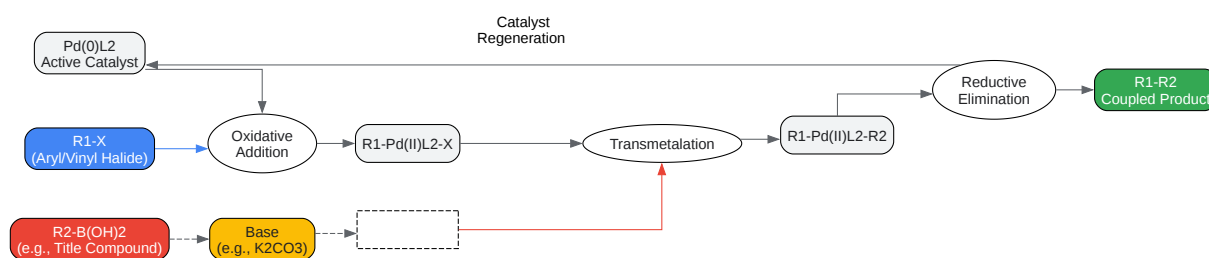 Catalyst
Regeneration
Pd(0)L2
Active Catalyst
Reductive
Elimination
R1-R2
Coupled Product
R1-X
(Aryl/Vinyl Halide)
Oxidative
Addition
R1-Pd(II)L2-X
Transmetalation
R1-Pd(II)L2-R2
R2-B(OH)2
(e.g., Title Compound)
Base
(e.g., K2CO3)